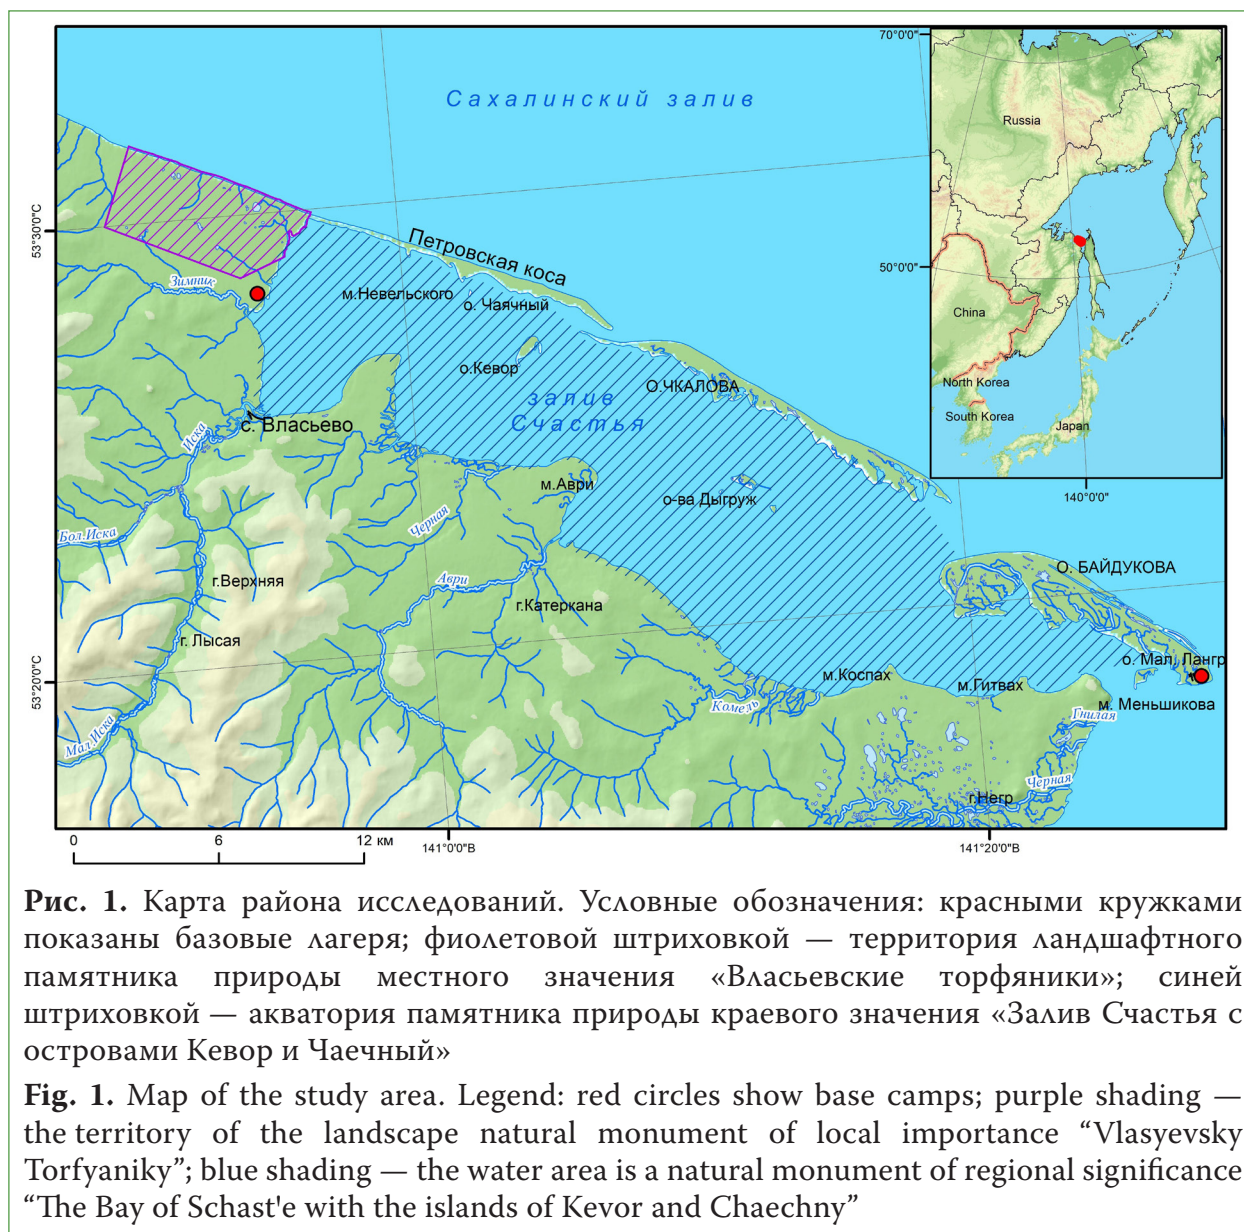 Сахалинский залив
70°0'0"
Russia
53°30'0"С
Петровская коса
50°0'0"
Зимник
м.Невельского
о. Чаячный
China
о.Кевор
О.ЧКАЛОВА
North Korea
залив
Счастья
South Korea
Japan
с. Власьево
Иска
м.Аври
о-ва Дыгруж
140°0'0"
Черная
Бол.Иска
г.Верхняя
Аври
О. БАЙДУКОВА
г.Катеркана
г. Лысая
о. Мал. Лангр
53°20'0"С
м.Коспах
м.Гитвах
Комель
м. Меньшикова
Гнилая
Мал.Иска
Черная
г.Негр
0 6 12 км
141°0'0"В
141°20'0"В
Рис. 1. Карта района исследований. Условные обозначения: красными кружками
показаны базовые лагеря; фиолетовой штриховкой — территория ландшафтного
памятника природы местного значения «Власьевские торфяники»; синей
штриховкой — акватория памятника природы краевого значения «Залив Счастья с
островами Кевор и Чаечный»
Fig. 1. Map of the study area. Legend: red circles show base camps; purple shading —
the territory of the landscape natural monument of local importance “Vlasyevsky
Torfyaniky”; blue shading — the water area is a natural monument of regional significance
“The Bay of Schast'e with the islands of Kevor and Chaechny”